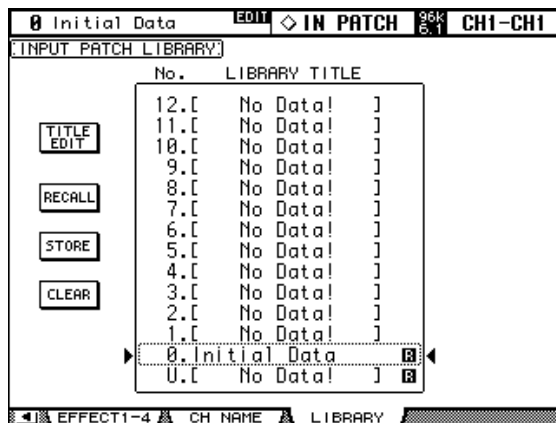 0 Initial Data EDIT ◇ IN PATCH 96k 6.1 CH1-CH1
INPUT PATCH LIBRARY
No. LIBRARY TITLE
12.[ No Data! ]
11.[ No Data! ]
TITLE EDIT
10.[ No Data! ]
9.[ No Data! ]
8.[ No Data! ]
RECALL
7.[ No Data! ]
6.[ No Data! ]
STORE
5.[ No Data! ]
4.[ No Data! ]
CLEAR
3.[ No Data! ]
2.[ No Data! ]
1.[ No Data! ]
0.Initial Data R
U.[ No Data! ] R
EFFECT1-4 CH NAME LIBRARY